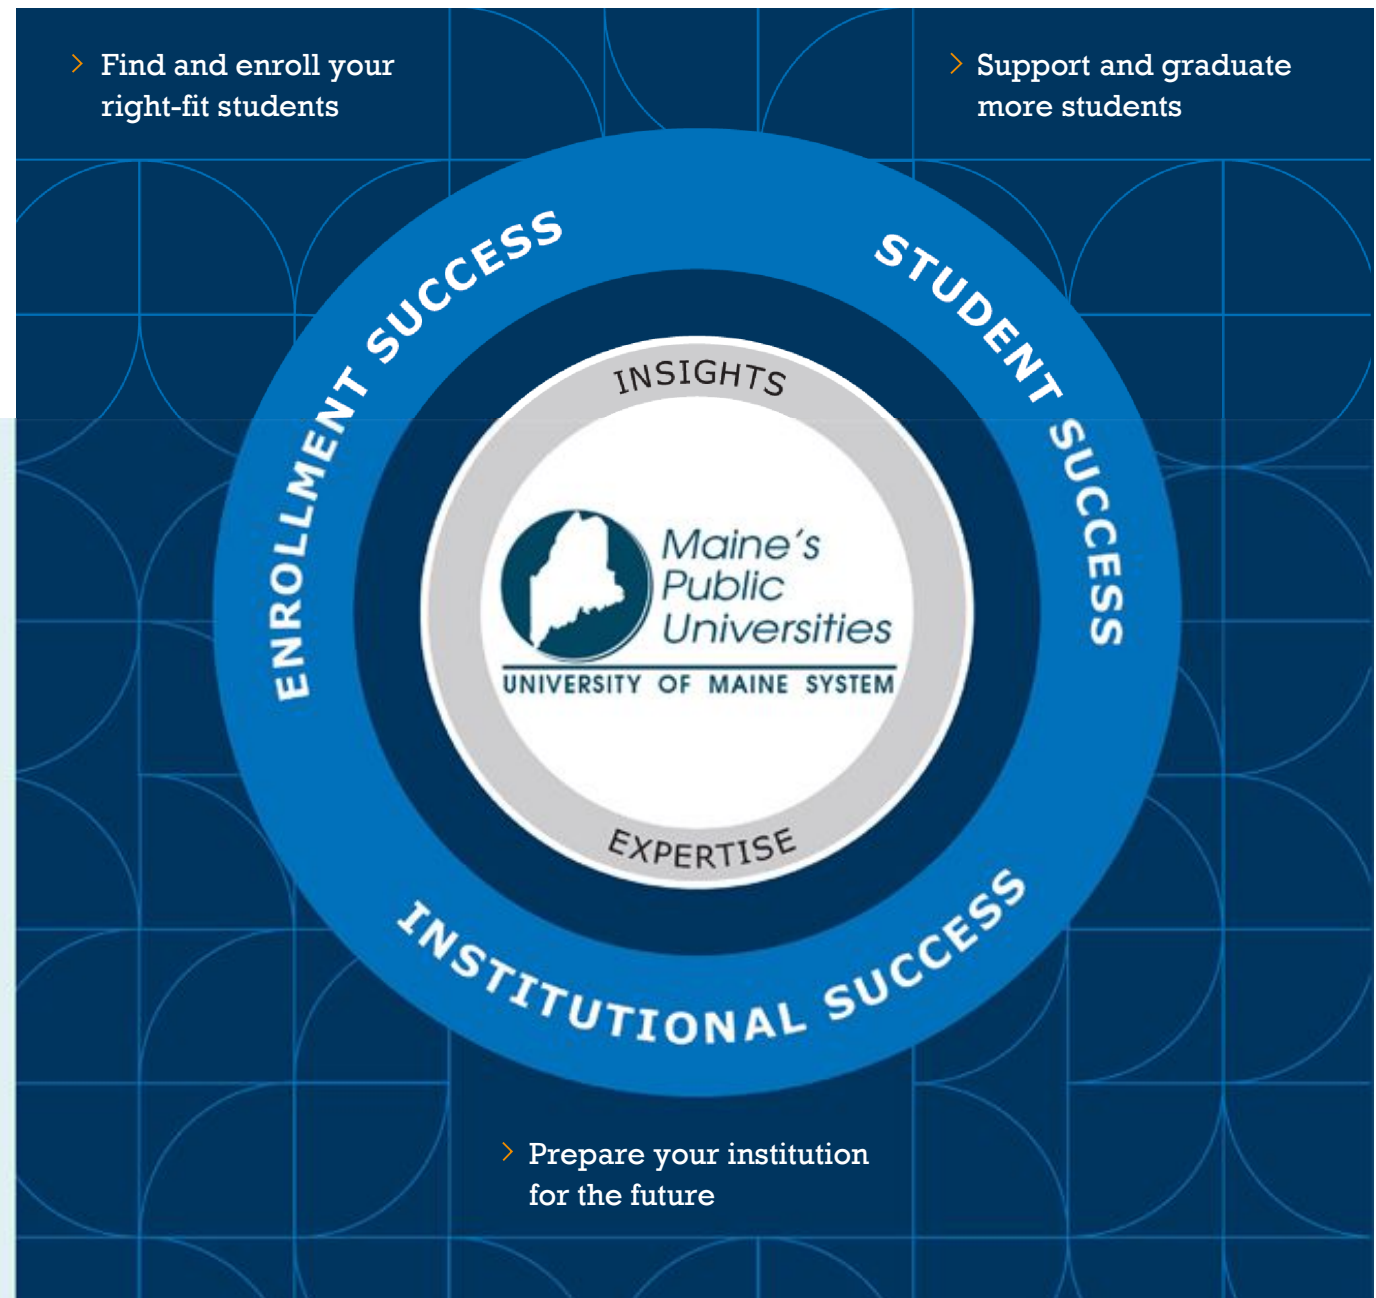 > Find and enroll your
right-fit students
> Support and graduate
more students
ENROLLMENT SUCCESS
STUDENT SUCCESS
INSIGHTS
Maine's
Public
Universities
UNIVERSITY OF MAINE SYSTEM
EXPERTISE
INSTITUTIONAL SUCCESS
> Prepare your institution
for the future